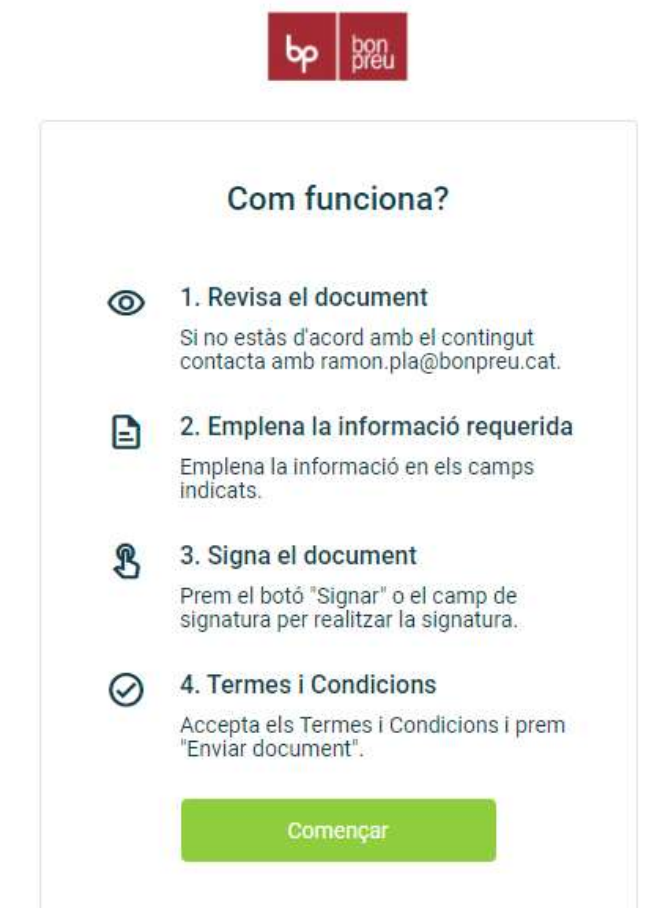 bp bon
preu
Com funciona?
1. Revisa el document
Si no estàs d'acord amb el contingut
contacta amb ramon.pla@bonpreu.cat.
2. Emplena la informació requerida
Emplena la informació en els camps
indicats.
3. Signa el document
Prem el botó "Signar" o el camp de
signatura per realitzar la signatura.
4. Termes i Condicions
Accepta els Termes i Condicions i prem
"Enviar document".
Començar